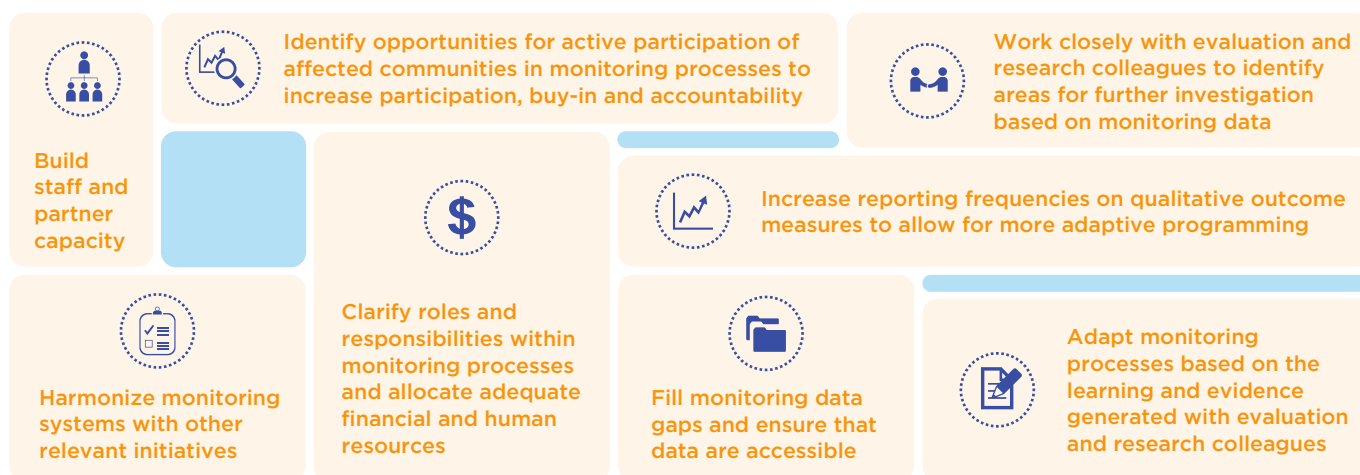 Build
staff and
partner
capacity
Identify opportunities for active participation of
affected communities in monitoring processes to
increase participation, buy-in and accountability
Work closely with evaluation and
research colleagues to identify
areas for further investigation
based on monitoring data
Increase reporting frequencies on qualitative outcome
measures to allow for more adaptive programming
Harmonize monitoring
systems with other
relevant initiatives
$
Clarify roles and
responsibilities within
monitoring processes
and allocate adequate
financial and human
resources
Fill monitoring data
gaps and ensure that
data are accessible
Adapt monitoring
processes based on the
learning and evidence
generated with evaluation
and research colleagues